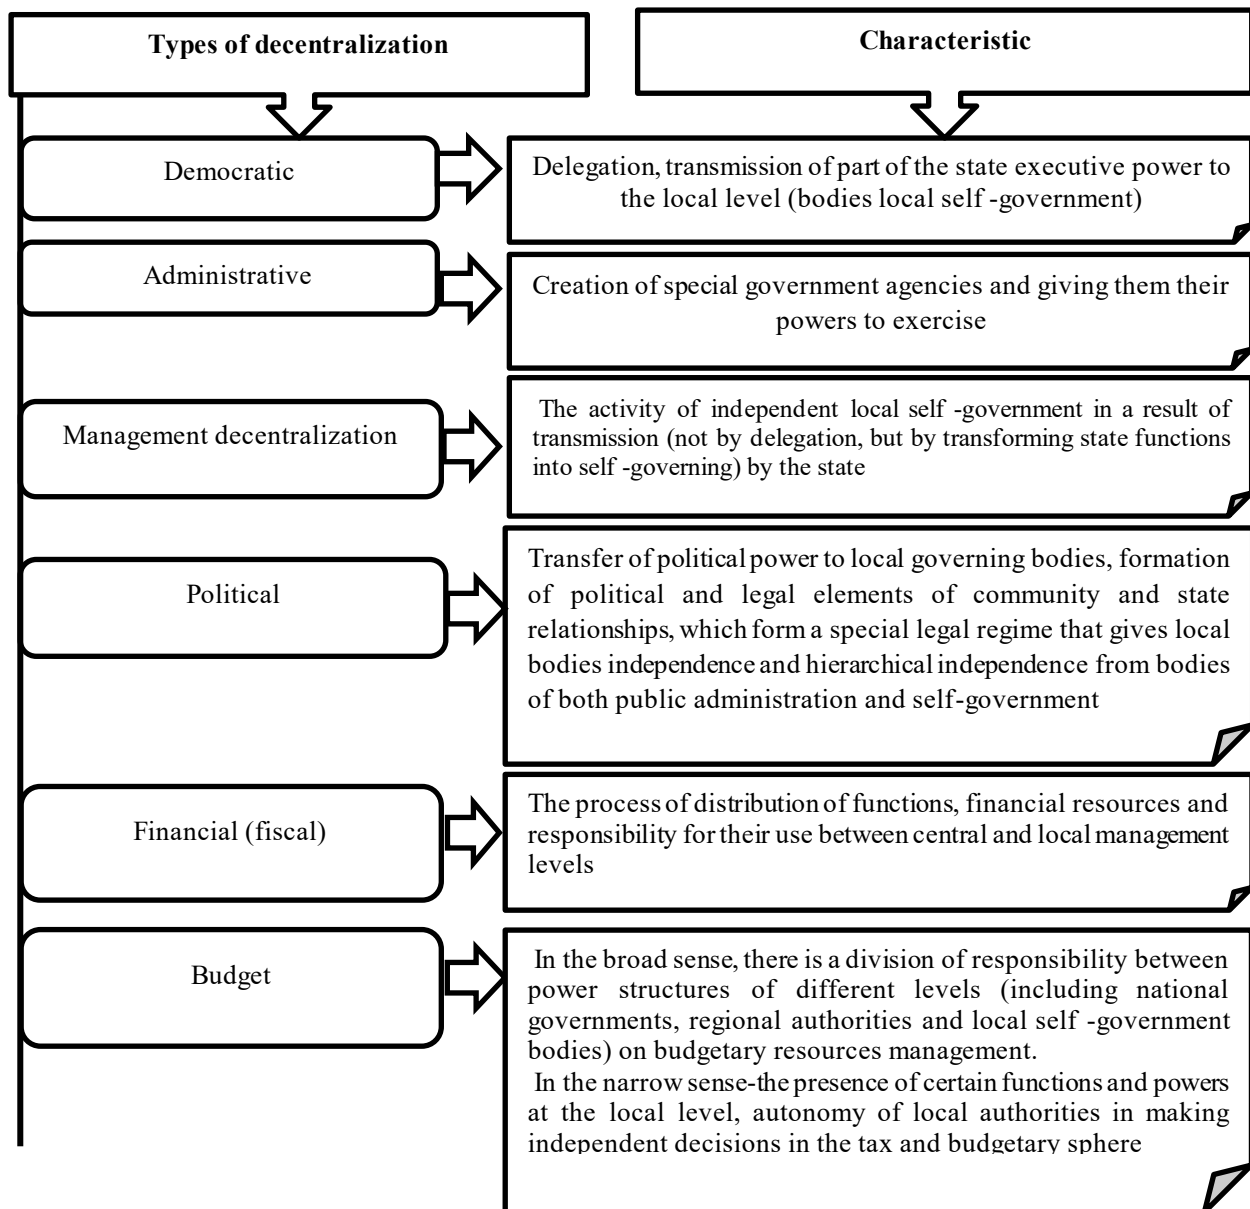 Types of decentralization
Characteristic
Democratic
Delegation, transmission of part of the state executive power to
the local level (bodies local self -government)
Administrative
Creation of special government agencies and giving them their
powers to exercise
Management decentralization
The activity of independent local self -government in a result of
transmission (not by delegation, but by transforming state functions
into self -governing) by the state
Political
Transfer of political power to local governing bodies, formation
of political and legal elements of community and state
relationships, which form a special legal regime that gives local
bodies independence and hierarchical independence from bodies
of both public administration and self-government
Financial (fiscal)
The process of distribution of functions, financial resources and
responsibility for their use between central and local management
levels
Budget
In the broad sense, there is a division of responsibility between
power structures of different levels (including national
governments, regional authorities and local self -government
bodies) on budgetary resources management.
In the narrow sense-the presence of certain functions and powers
at the local level, autonomy of local authorities in making
independent decisions in the tax and budgetary sphere